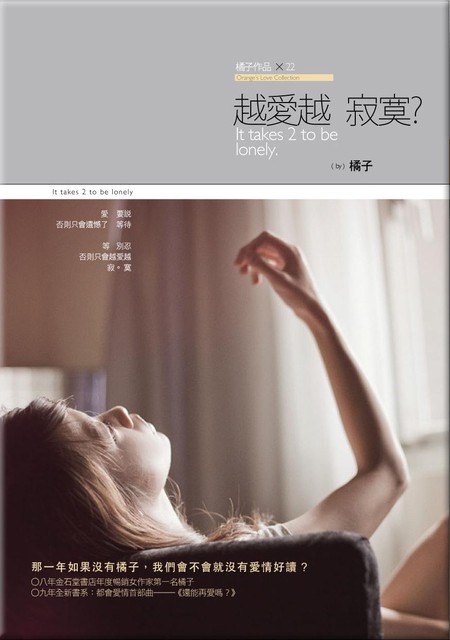 橘子作品 × 22
Orange's Love Collection
越愛越 寂寞?
It takes 2 to be
lonely.
( by ) 橘子
It takes 2 to be lonely
愛 要說
否則只會遺憾了 等待
等 別忍
否則只會越愛越
寂。寞
那一年如果沒有橘子，我們會不會就沒有愛情好讀？
〇八年金石堂書店年度暢銷女作家第一名橘子
〇九年全新書系：都會愛情首部曲——《還能再愛嗎？》